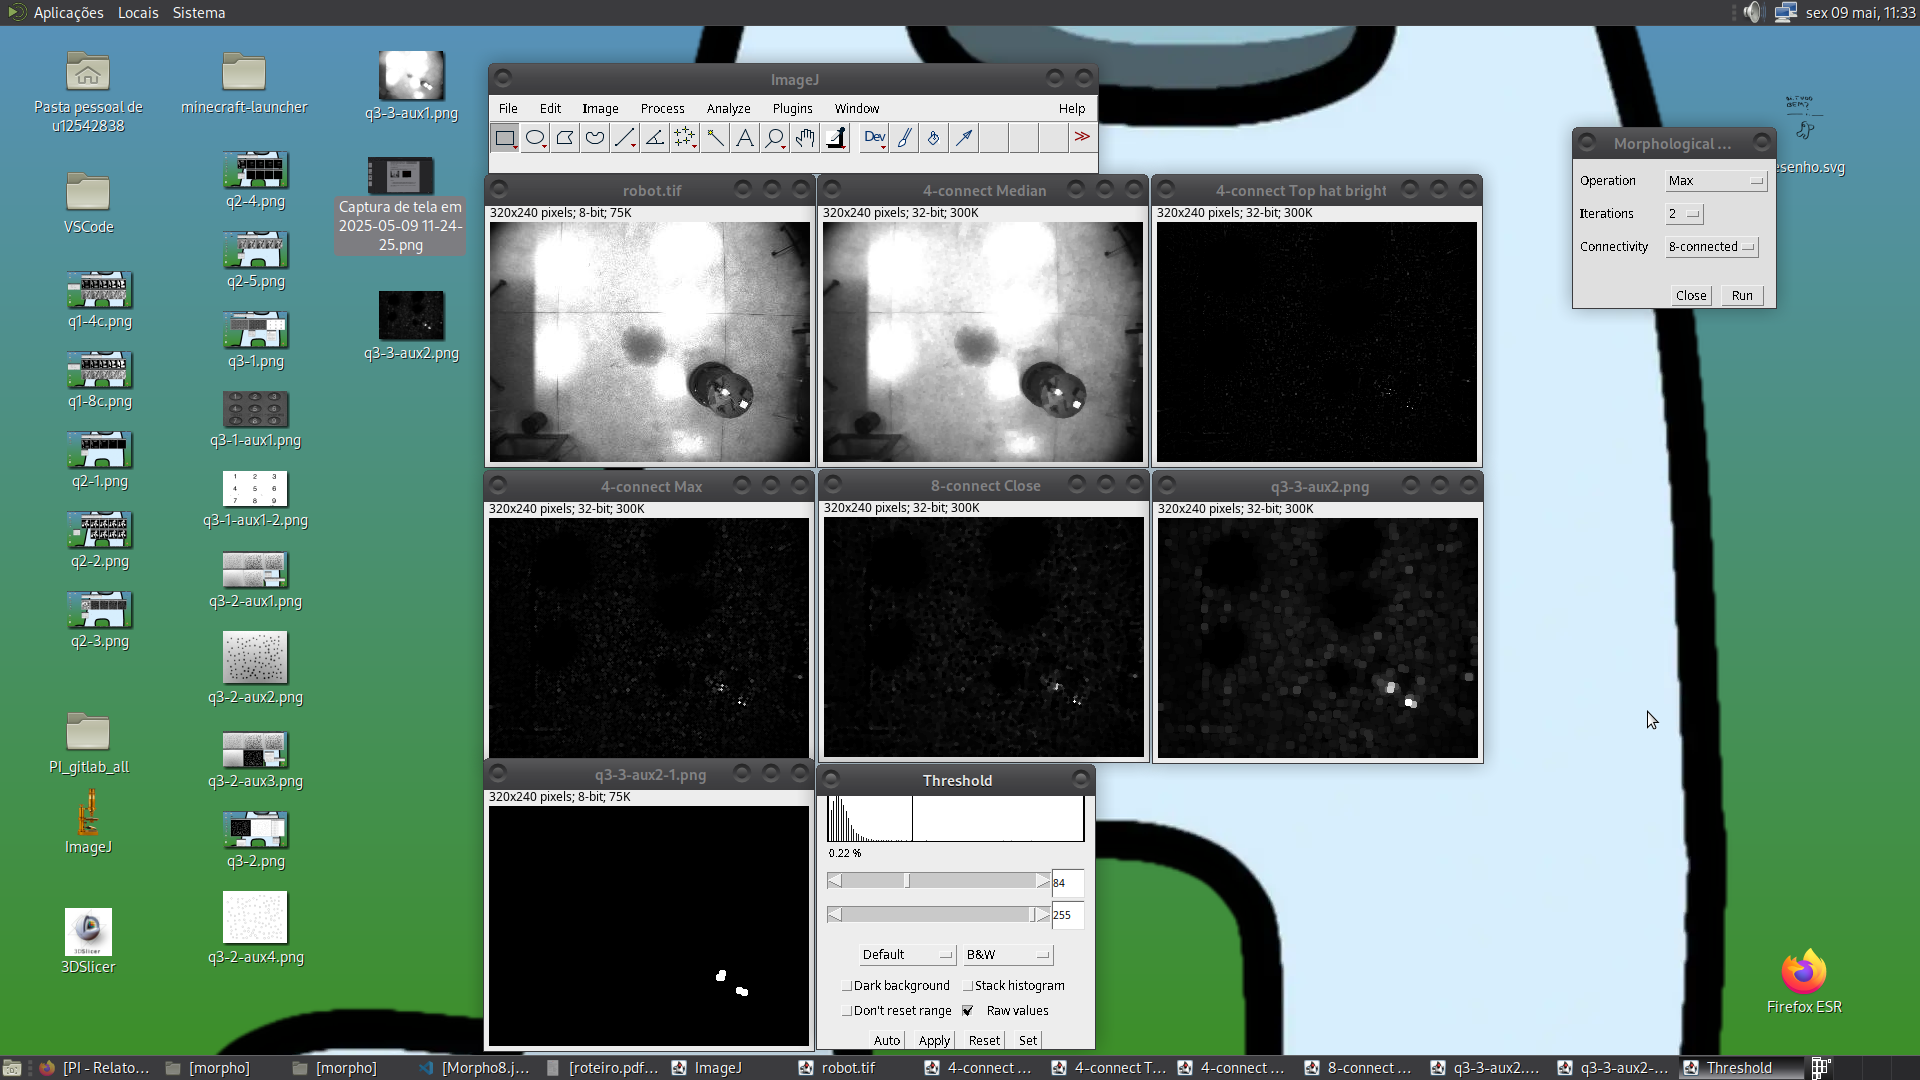 Aplicações Locais Sistema
sex 09 mai, 11:33
Pasta pessoal de
u12542838
minecraft-launcher
q3-3-aux1.png
VSCode
q2-4.png
Captura de tela em
2025-05-09 11-24-
25.png
q1-4c.png
q2-5.png
q3-3-aux2.png
q1-8c.png
q3-1.png
q2-1.png
q3-1-aux1.png
q2-2.png
q3-1-aux1-2.png
q2-3.png
q3-2-aux1.png
q3-2-aux2.png
PI_gitlab_all
q3-2-aux3.png
ImageJ
q3-2.png
3DSlicer
q3-2-aux4.png
ImageJ
File Edit Image Process Analyze Plugins Window Help
Dev
robot.tif
320x240 pixels; 8-bit; 75K
4-connect Median
320x240 pixels; 32-bit; 300K
4-connect Top hat bright
320x240 pixels; 32-bit; 300K
4-connect Max
320x240 pixels; 32-bit; 300K
8-connect Close
320x240 pixels; 32-bit; 300K
q3-3-aux2.png
320x240 pixels; 32-bit; 300K
q3-3-aux2-1.png
320x240 pixels; 8-bit; 75K
Threshold
0.22 %
84
255
Default B&W
Dark background Stack histogram
Don't reset range Raw values
Auto Apply Reset Set
Morphological ...
Operation Max
Iterations 2
Connectivity 8-connected
Close Run
esenho.svg
Firefox ESR
[PI - Relato... [morpho] [morpho] [Morpho8.j... [roteiro.pdf... ImageJ robot.tif 4-connect ... 4-connect T... 4-connect ... 8-connect ... q3-3-aux2.... q3-3-aux2-... Threshold